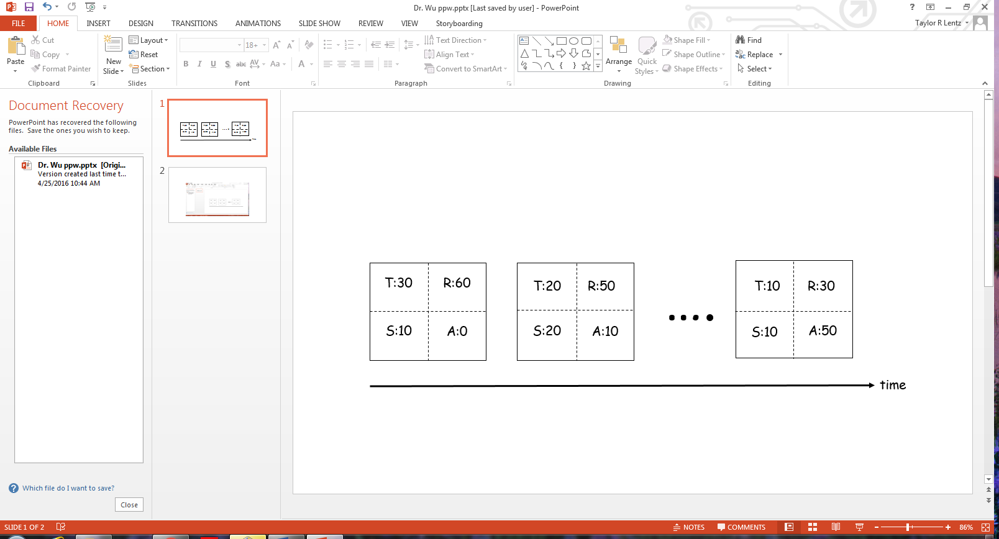 Dr. Wu ppw.pptx [Last saved by user] - PowerPoint
?
FILE HOME INSERT DESIGN TRANSITIONS ANIMATIONS SLIDE SHOW REVIEW VIEW Storyboarding
Taylor R Lentz
Paste
Cut
Copy
Format Painter
Clipboard
New
Slide
Layout
Reset
Section
Slides
18+
B I U S abc AV Aa A
Font
Text Direction
Align Text
Convert to SmartArt
Paragraph
Arrange
Quick
Styles
Shape Fill
Shape Outline
Shape Effects
Drawing
Find
Replace
Select
Editing
Document Recovery
PowerPoint has recovered the following
files. Save the ones you wish to keep.
Available Files
Dr. Wu ppw.pptx [Origi...
Version created last time t...
4/25/2016 10:44 AM
Which file do I want to save?
Close
1
2
T:30 R:60
S:10 A:0
T:20 R:50
S:20 A:10
....
T:10 R:30
S:10 A:50
time
SLIDE 1 OF 2
NOTES COMMENTS 86%